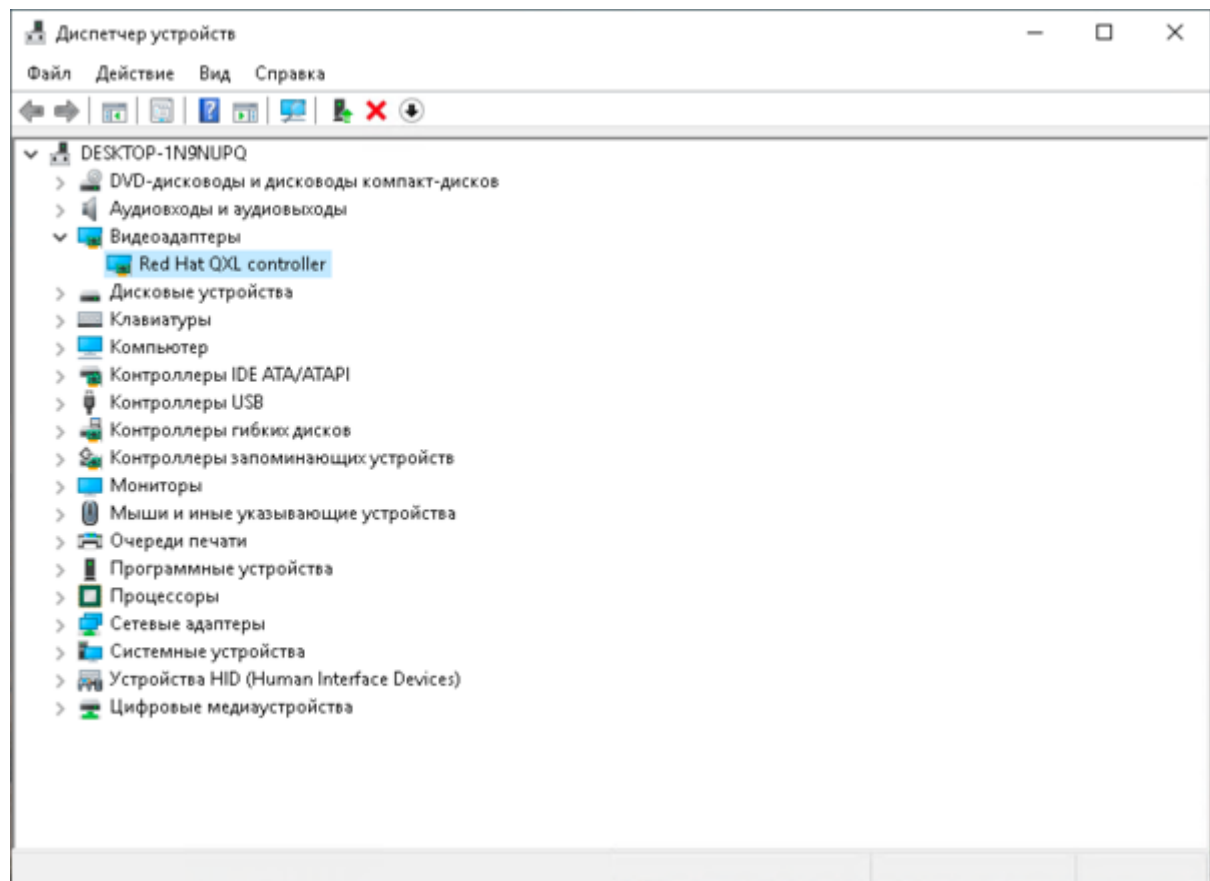 Диспетчер устройств
Файл Действие Вид Справка
DESKTOP-1N9NUPQ
DVD-дисководы и дисководы компакт-дисков
Аудиовходы и аудиовыходы
Видеоадаптеры
Red Hat QXL controller
Дисковые устройства
Клавиатуры
Компьютер
Контроллеры IDE ATA/ATAPI
Контроллеры USB
Контроллеры гибких дисков
Контроллеры запоминающих устройств
Мониторы
Мыши и иные указывающие устройства
Очереди печати
Программные устройства
Процессоры
Сетевые адаптеры
Системные устройства
Устройства HID (Human Interface Devices)
Цифровые медиаустройства